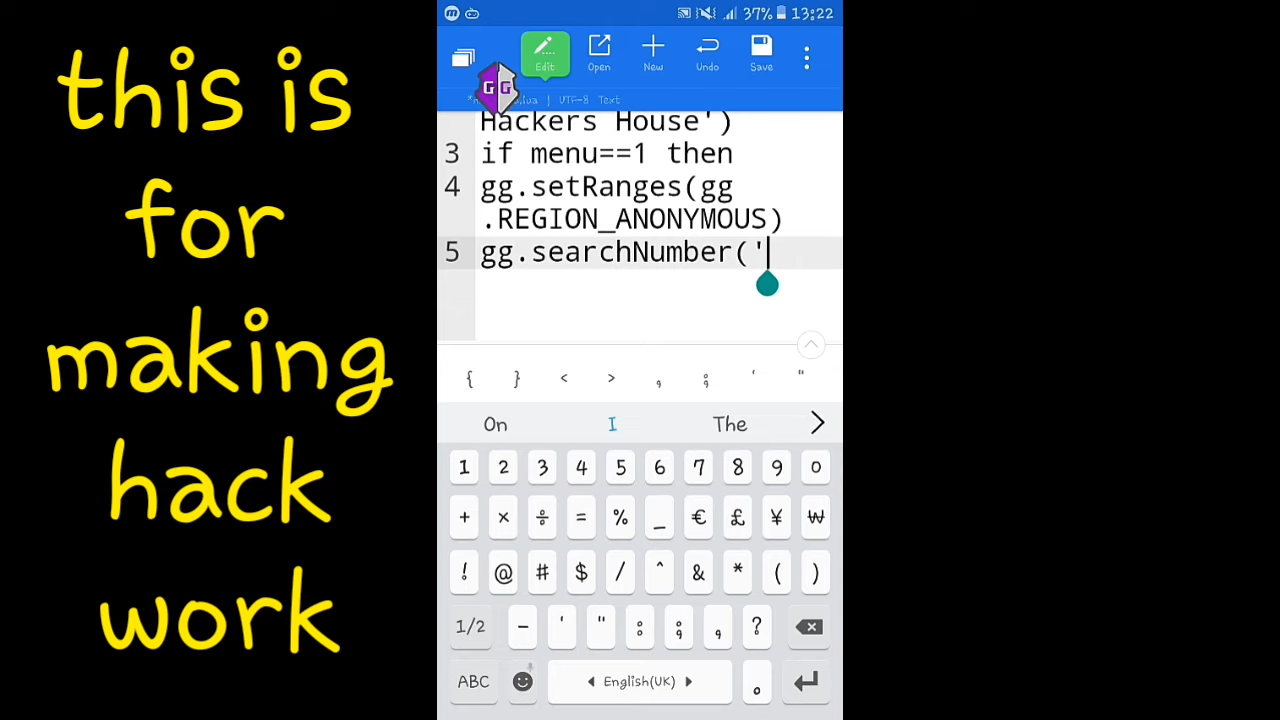 this is
for
making
hack
work
37% 13:22
Edit
Open
New
Undo
Save
GG
.lua | UTF-8 Text
Hackers House')
3 if menu==1 then
4 gg.setRanges(gg
.REGION_ANONYMOUS)
5 gg.searchNumber('
{ } < > , ; ' "
On I The
1 2 3 4 5 6 7 8 9 0
+ × ÷ = % _ € £ ¥ ₩
! @ # $ / ^ & * ( )
1/2 - ' " : ; , ?
ABC English(UK) .